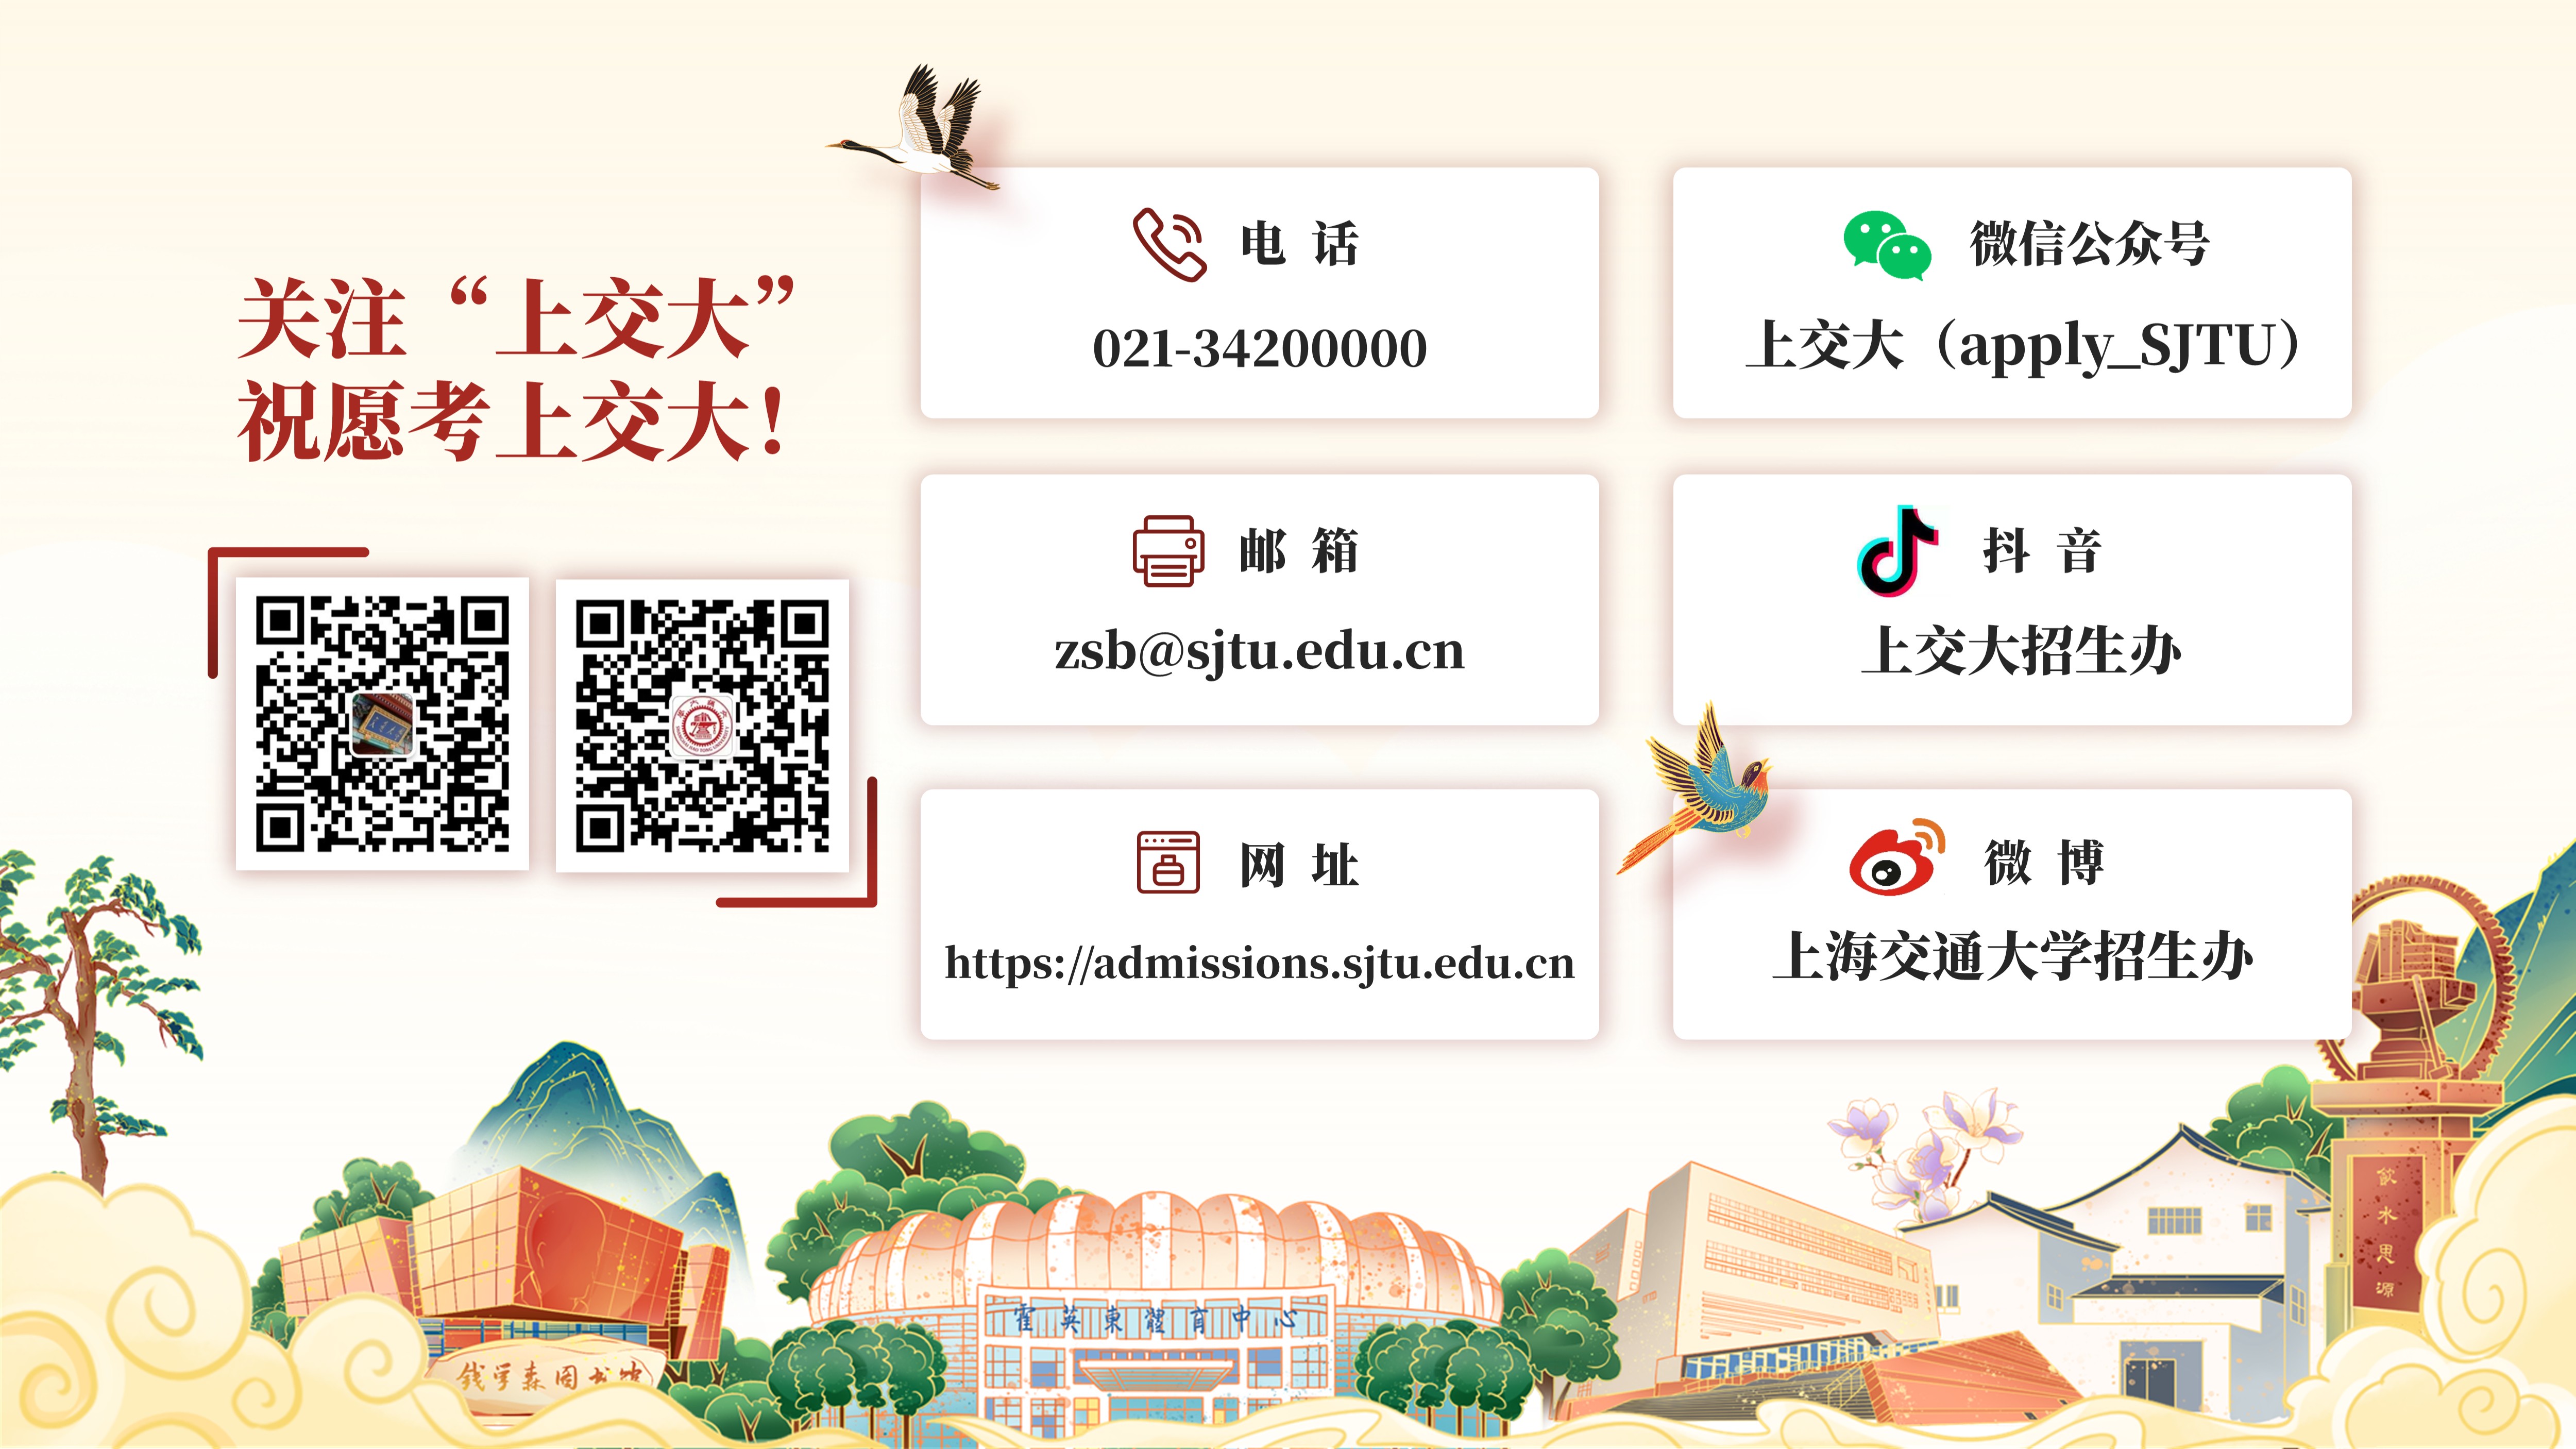 关注“上交大”
祝愿考上交大！
电 话
021-34200000
微信公众号
上交大（apply_SJTU）
邮 箱
zsb@sjtu.edu.cn
抖 音
上交大招生办
网 址
https://admissions.sjtu.edu.cn
微 博
上海交通大学招生办
飲水思源
霍英東體育中心
钱学森图书馆